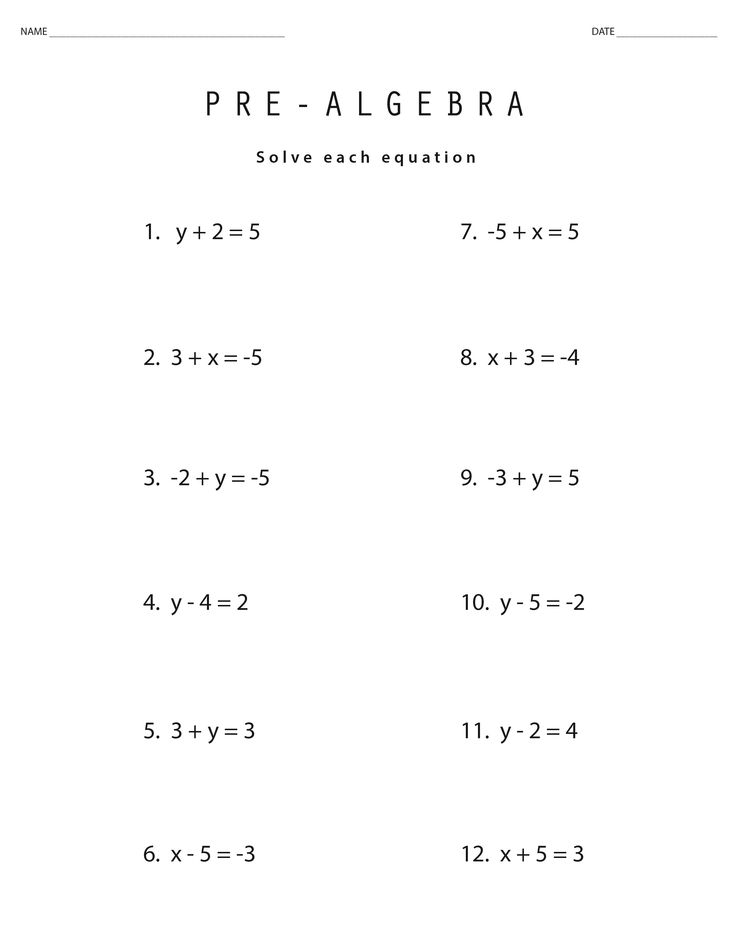 NAME DATE
PRE-ALGEBRA
Solve each equation
1. y + 2 = 5
2. 3 + x = -5
3. -2 + y = -5
4. y - 4 = 2
5. 3 + y = 3
6. x - 5 = -3
7. -5 + x = 5
8. x + 3 = -4
9. -3 + y = 5
10. y - 5 = -2
11. y - 2 = 4
12. x + 5 = 3